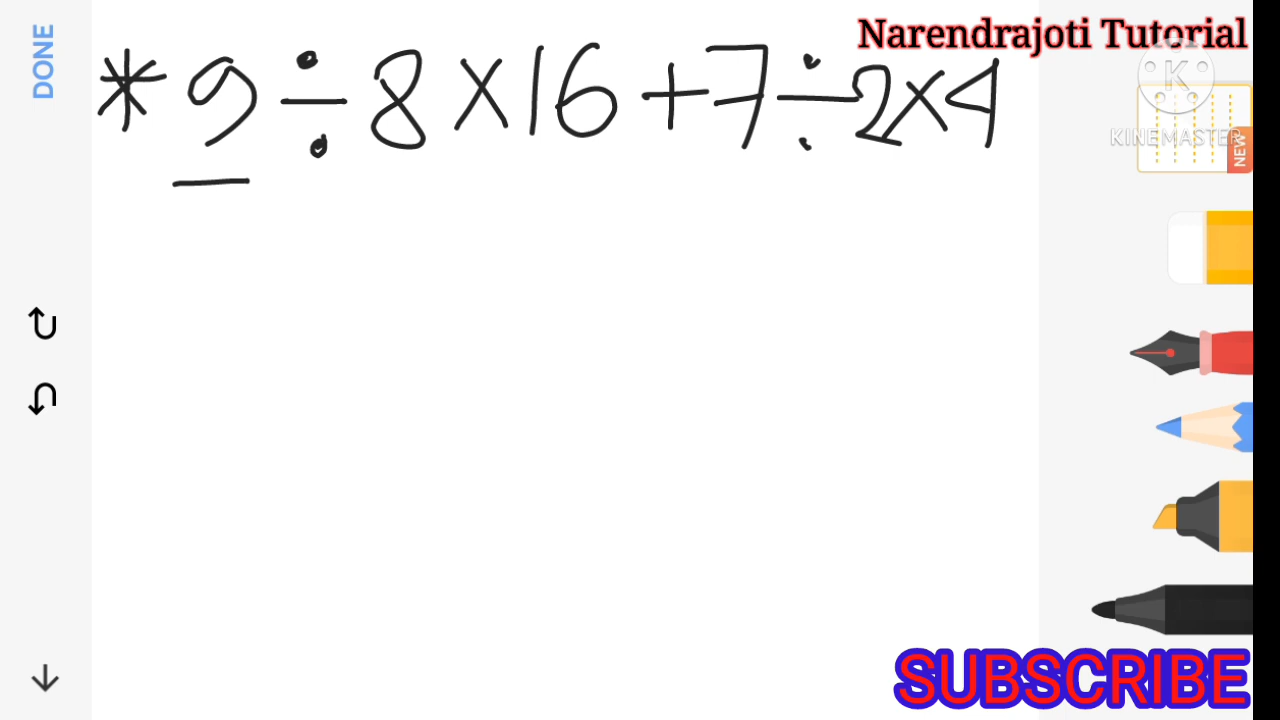 Narendrajoti Tutorial
DONE
* 9 ÷ 8 × 16 + 7 ÷ 2 × 4
K
KINEMASTER
NEW
SUBSCRIBE